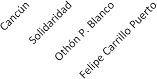 Cancún
Solidaridad
Othón P. Blanco
Felipe Carrillo Puerto